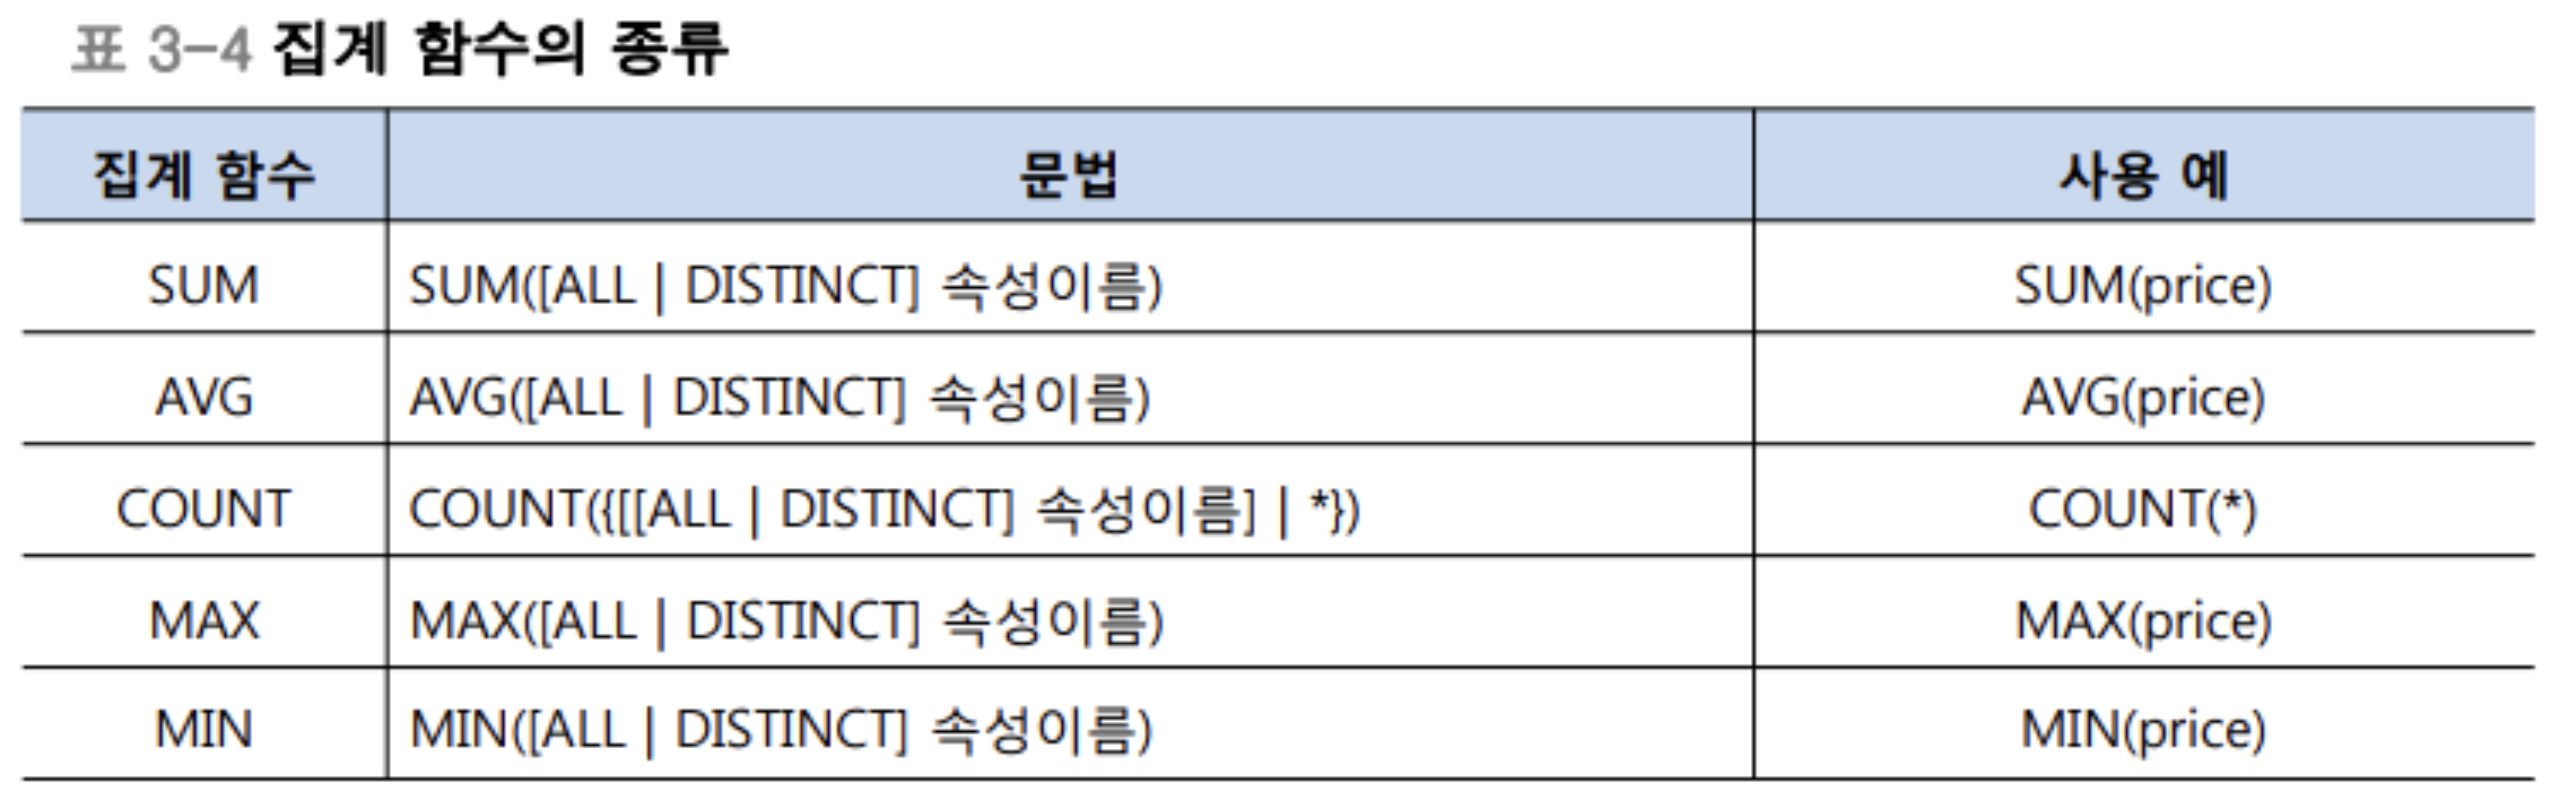 표 3-4 집계 함수의 종류
집계 함수 문법 사용 예
SUM SUM([ALL | DISTINCT] 속성이름) SUM(price)
AVG AVG([ALL | DISTINCT] 속성이름) AVG(price)
COUNT COUNT({[[ALL | DISTINCT] 속성이름] | *}) COUNT(*)
MAX MAX([ALL | DISTINCT] 속성이름) MAX(price)
MIN MIN([ALL | DISTINCT] 속성이름) MIN(price)